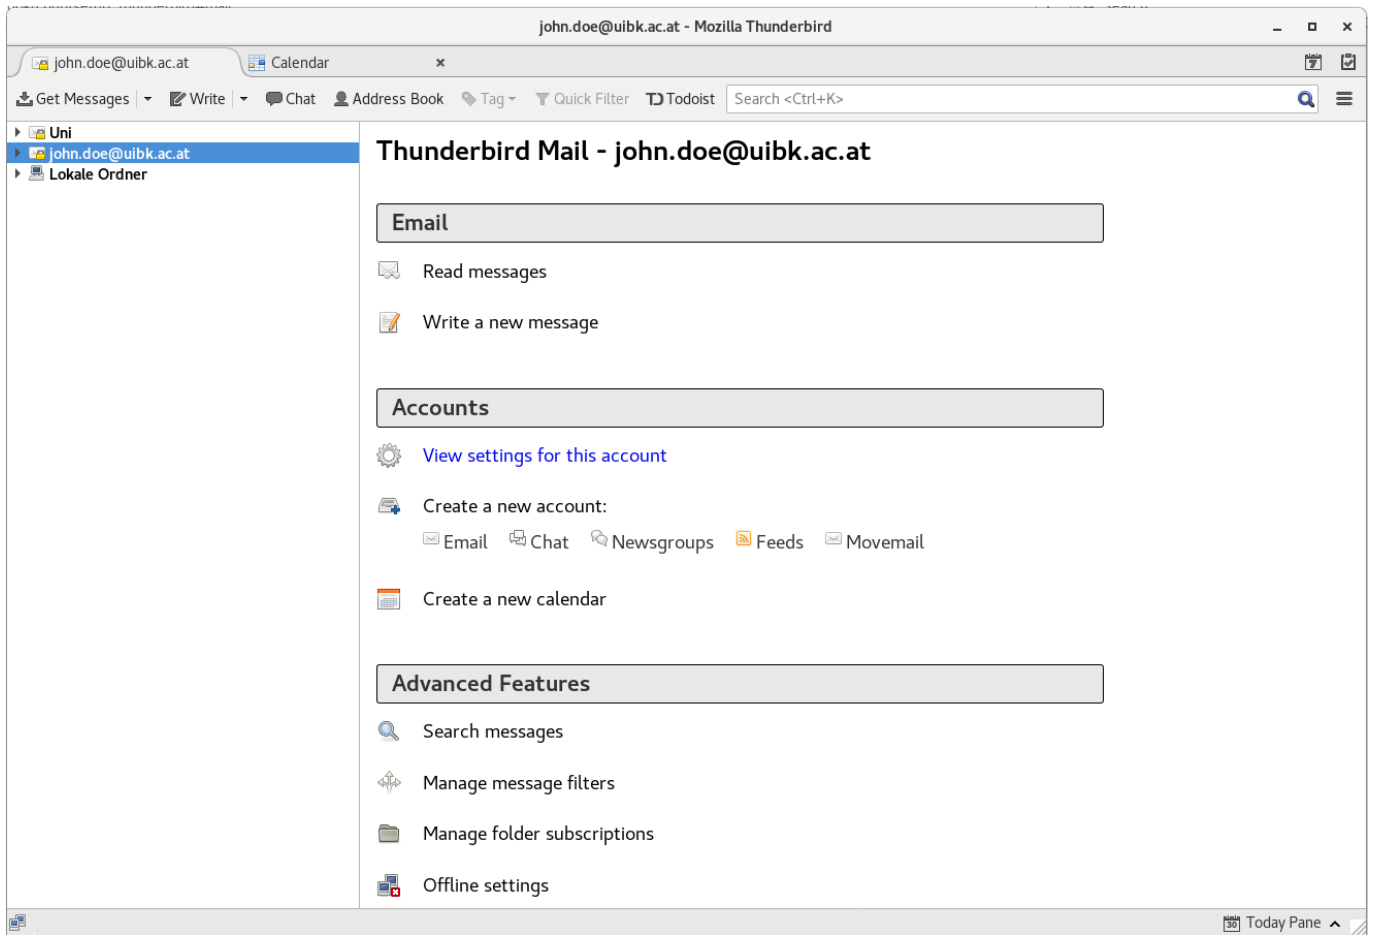 john.doe@uibk.ac.at - Mozilla Thunderbird
john.doe@uibk.ac.at Calendar
Get Messages Write Chat Address Book Tag Quick Filter Todoist Search <Ctrl+K>
Uni
john.doe@uibk.ac.at
Lokale Ordner
Thunderbird Mail - john.doe@uibk.ac.at
Email
Read messages
Write a new message
Accounts
View settings for this account
Create a new account:
Email Chat Newsgroups Feeds Movemail
Create a new calendar
Advanced Features
Search messages
Manage message filters
Manage folder subscriptions
Offline settings
30 Today Pane